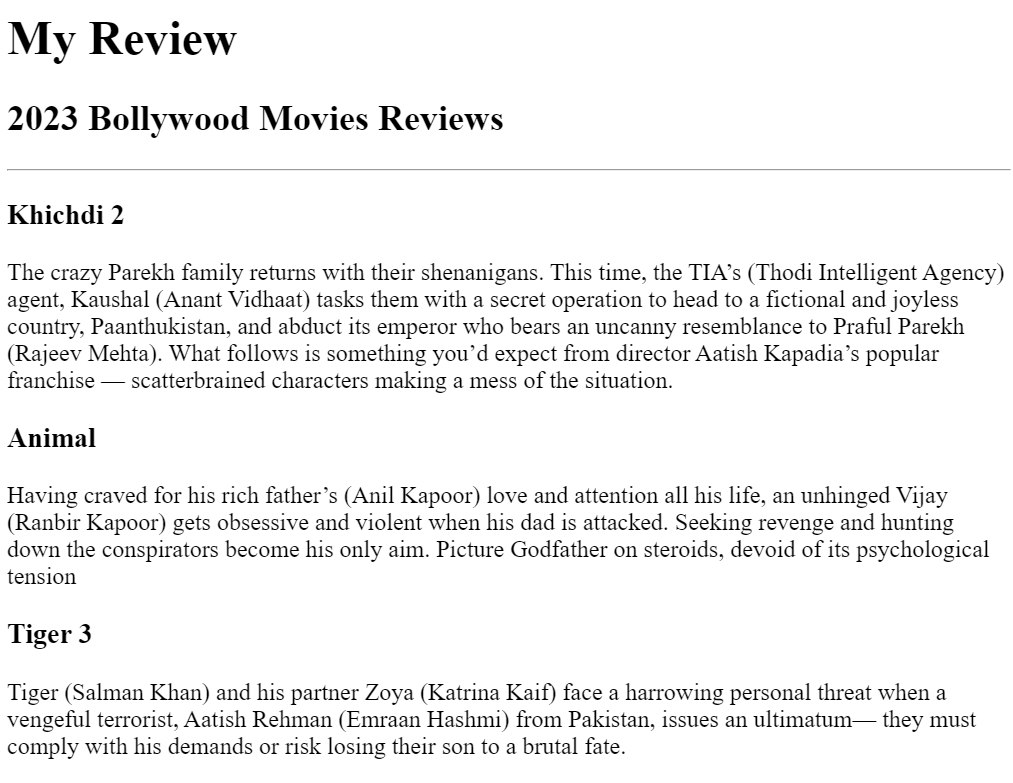 My Review
2023 Bollywood Movies Reviews
Khichdi 2
The crazy Parekh family returns with their shenanigans. This time, the TIA’s (Thodi Intelligent Agency)
agent, Kaushal (Anant Vidhaat) tasks them with a secret operation to head to a fictional and joyless
country, Paanthukistan, and abduct its emperor who bears an uncanny resemblance to Praful Parekh
(Rajeev Mehta). What follows is something you’d expect from director Aatish Kapadia’s popular
franchise — scatterbrained characters making a mess of the situation.
Animal
Having craved for his rich father’s (Anil Kapoor) love and attention all his life, an unhinged Vijay
(Ranbir Kapoor) gets obsessive and violent when his dad is attacked. Seeking revenge and hunting
down the conspirators become his only aim. Picture Godfather on steroids, devoid of its psychological
tension
Tiger 3
Tiger (Salman Khan) and his partner Zoya (Katrina Kaif) face a harrowing personal threat when a
vengeful terrorist, Aatish Rehman (Emraan Hashmi) from Pakistan, issues an ultimatum— they must
comply with his demands or risk losing their son to a brutal fate.